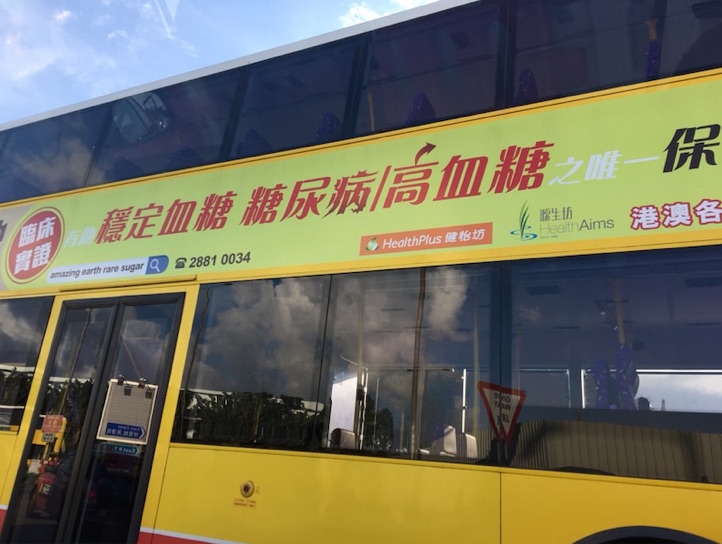 臨床
實證
有助 穩定血糖 糖尿病/高血糖之唯一保
amazing earth rare sugar
2881 0034
HealthPlus 健怡坊
源生坊
HealthAims
港澳各